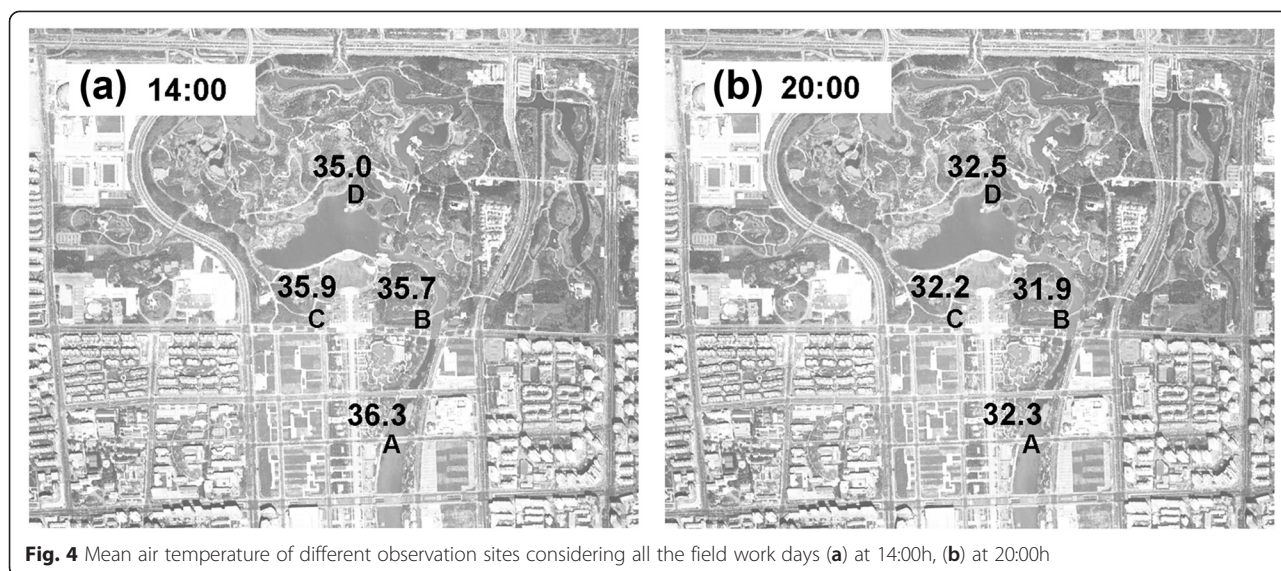 (a) 14:00
35.0
D
35.9
C
35.7
B
36.3
A
(b) 20:00
32.5
D
32.2
C
31.9
B
32.3
A
Fig. 4 Mean air temperature of different observation sites considering all the field work days (a) at 14:00h, (b) at 20:00h